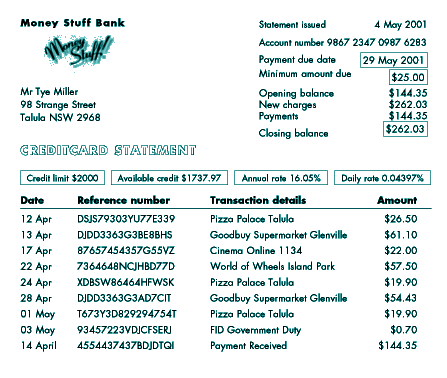 Money Stuff Bank
Money Stuff!
Statement issued 4 May 2001
Account number 9867 2347 0987 6283
Payment due date 29 May 2001
Minimum amount due $25.00
Mr Tye Miller
98 Strange Street
Talula NSW 2968
Opening balance $144.35
New charges $262.03
Payments $144.35
Closing balance $262.03
CREDITCARD STATEMENT
Credit limit $2000 Available credit $1737.97 Annual rate 16.05% Daily rate 0.04397%
Date Reference number Transaction details Amount
12 Apr DSJS79303YU77E339 Pizza Palace Talula $26.50
13 Apr DJDD3363G3BE8BHS Goodbuy Supermarket Glenville $61.10
17 Apr 87657454357G55VZ Cinema Online 1134 $22.00
22 Apr 7364648NCJHBD77D World of Wheels Island Park $57.50
24 Apr XDBSW86464HFWSK Pizza Palace Talula $19.90
28 Apr DJDD3363G3AD7CIT Goodbuy Supermarket Glenville $54.43
01 May T673Y3D829294754T Pizza Palace Talula $19.90
03 May 93457223VDJCFSERJ FID Government Duty $0.70
14 April 4554437437BDJDTQI Payment Received $144.35